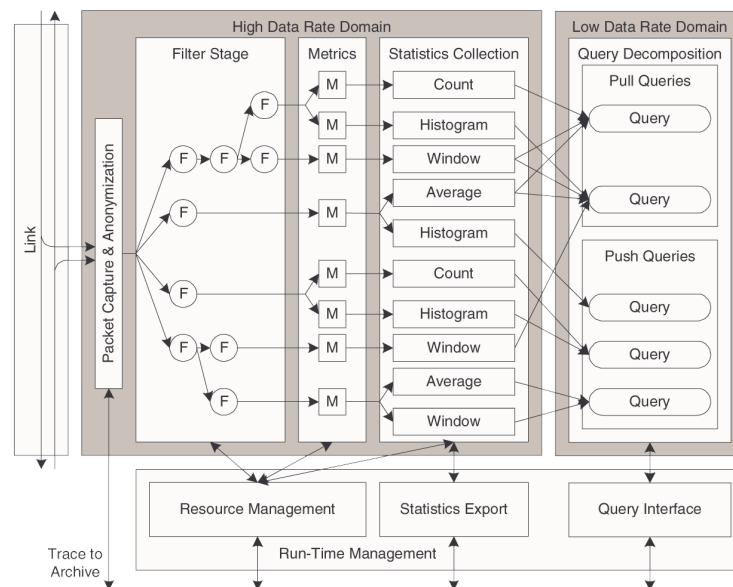 High Data Rate Domain
Low Data Rate Domain
Filter Stage
Metrics
Statistics Collection
Query Decomposition
Link
Packet Capture & Anonymization
F
F
F
F
F
F
F
F
F
F
M
M
M
M
M
M
M
M
Count
Histogram
Window
Average
Histogram
Count
Histogram
Window
Average
Window
Pull Queries
Query
Query
Push Queries
Query
Query
Query
Resource Management
Statistics Export
Query Interface
Run-Time Management
Trace to
Archive